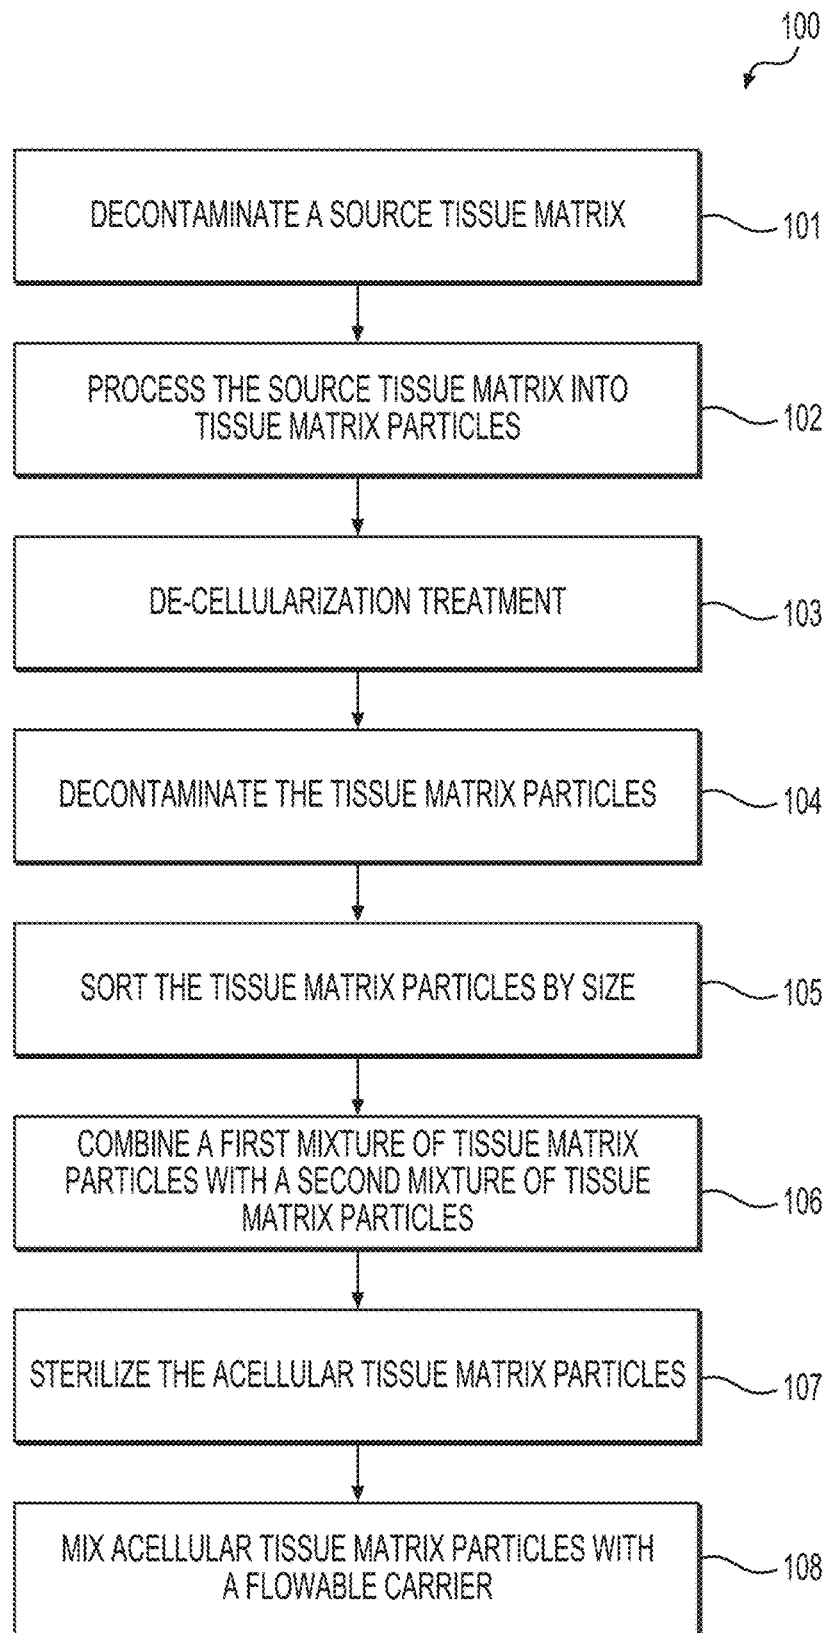 100
DECONTAMINATE A SOURCE TISSUE MATRIX
101
PROCESS THE SOURCE TISSUE MATRIX INTO
TISSUE MATRIX PARTICLES
102
DE-CELLULARIZATION TREATMENT
103
DECONTAMINATE THE TISSUE MATRIX PARTICLES
104
SORT THE TISSUE MATRIX PARTICLES BY SIZE
105
COMBINE A FIRST MIXTURE OF TISSUE MATRIX
PARTICLES WITH A SECOND MIXTURE OF TISSUE
MATRIX PARTICLES
106
STERILIZE THE ACELLULAR TISSUE MATRIX PARTICLES
107
MIX ACELLULAR TISSUE MATRIX PARTICLES WITH
A FLOWABLE CARRIER
108